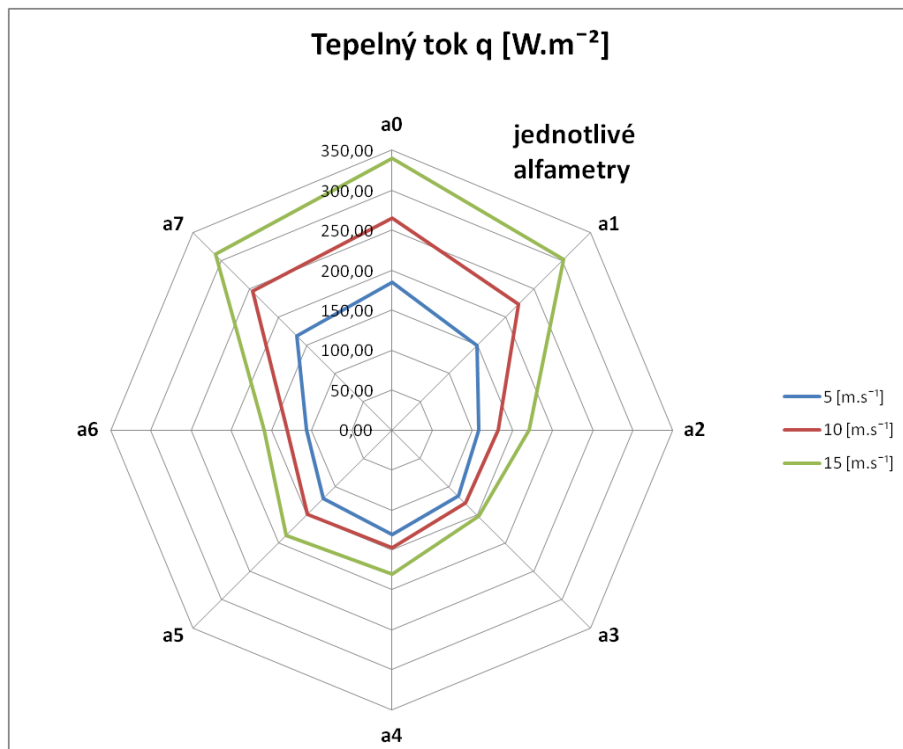 Tepelný tok q [W.m⁻²]
jednotlivé
alfametry
a0
a1
a2
a3
a4
a5
a6
a7
350,00
300,00
250,00
200,00
150,00
100,00
50,00
0,00
5 [m.s⁻¹]
10 [m.s⁻¹]
15 [m.s⁻¹]